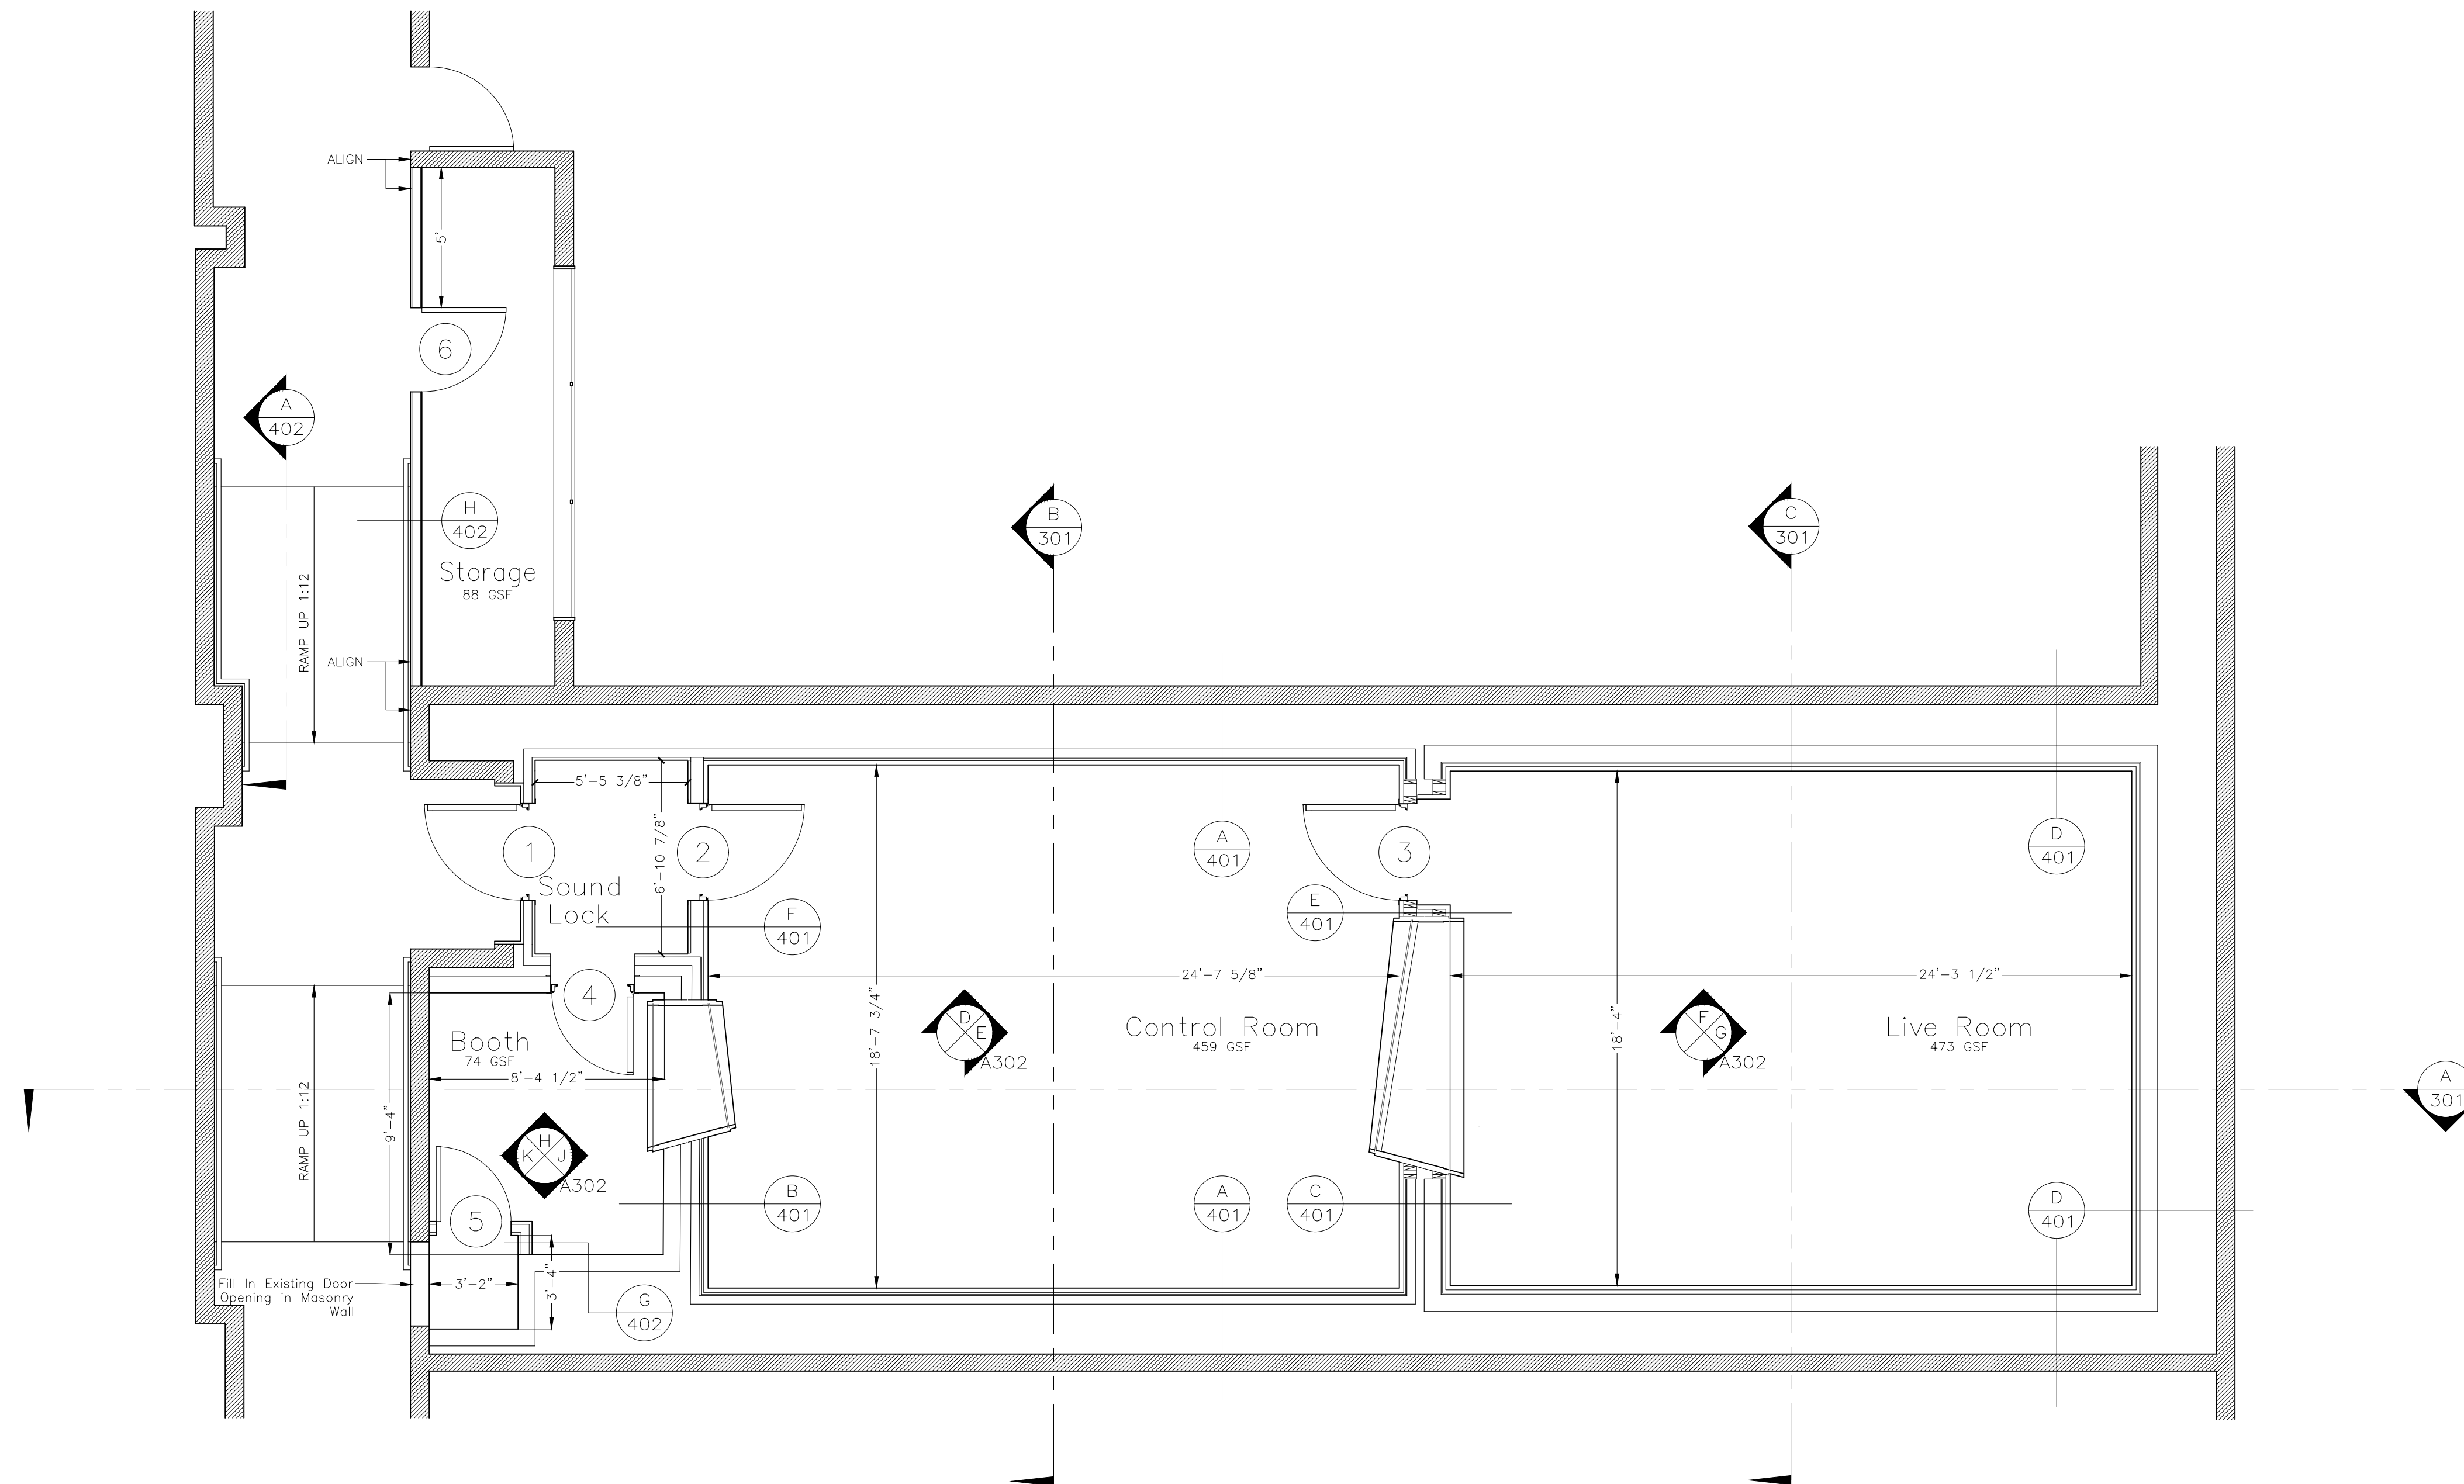 ALIGN
5'
6
A
402
H
402
Storage
88 GSF
RAMP UP 1:12
ALIGN
B
301
C
301
5'-5 3/8"
6'-10 7/8"
1
2
Sound
Lock
F
401
A
401
3
E
401
D
401
4
24'-7 5/8"
24'-3 1/2"
18'-7 3/4"
18'-4"
Booth
74 GSF
8'-4 1/2"
9'-4"
D
E
A302
Control Room
459 GSF
F
G
A302
Live Room
473 GSF
A
301
RAMP UP 1:12
H
K J
A302
5
B
401
A
401
C
401
D
401
Fill In Existing Door
Opening in Masonry
Wall
3'-2"
3'-4"
G
402